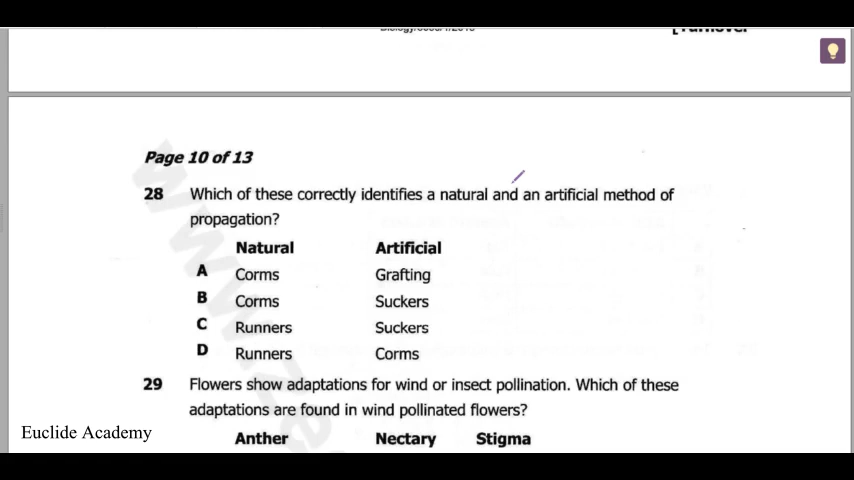 Page 10 of 13
28 Which of these correctly identifies a natural and an artificial method of
propagation?
Natural Artificial
A Corms Grafting
B Corms Suckers
C Runners Suckers
D Runners Corms
29 Flowers show adaptations for wind or insect pollination. Which of these
adaptations are found in wind pollinated flowers?
Euclide Academy
Anther Nectary Stigma